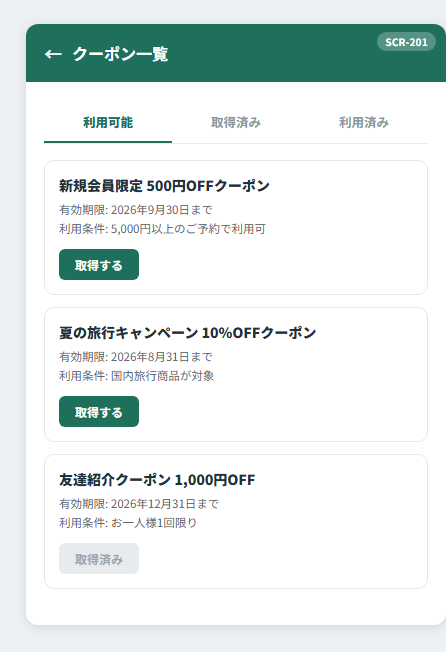 ← クーポン一覧
SCR-201
利用可能 取得済み 利用済み
新規会員限定 500円OFFクーポン
有効期限: 2026年9月30日まで
利用条件: 5,000円以上のご予約で利用可
取得する
夏の旅行キャンペーン 10%OFFクーポン
有効期限: 2026年8月31日まで
利用条件: 国内旅行商品が対象
取得する
友達紹介クーポン 1,000円OFF
有効期限: 2026年12月31日まで
利用条件: お一人様1回限り
取得済み